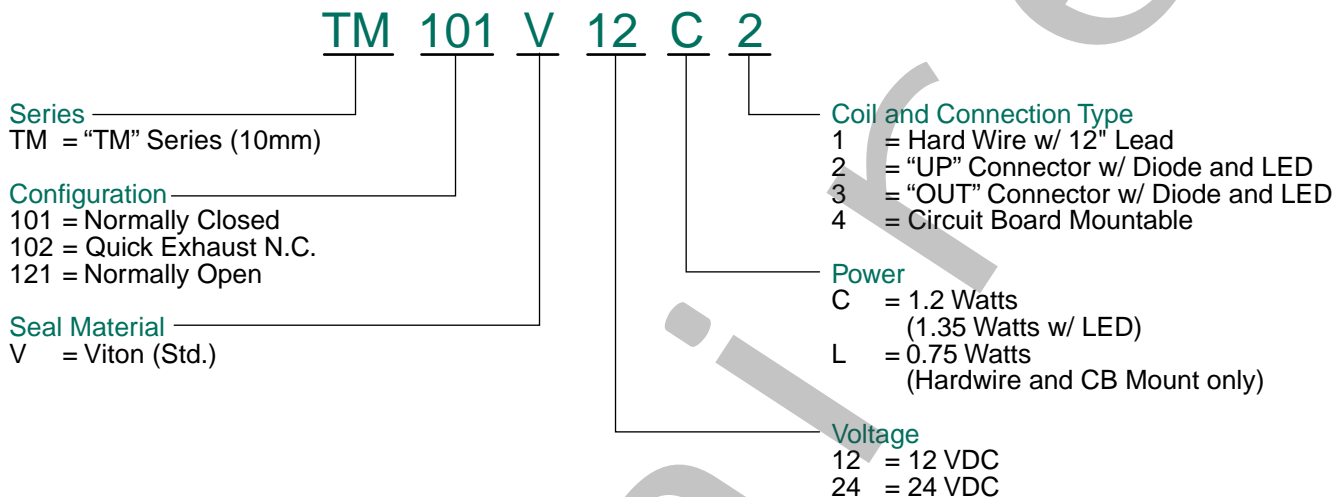 TM 101 V 12 C 2
Series
TM = “TM” Series (10mm)
Configuration
101 = Normally Closed
102 = Quick Exhaust N.C.
121 = Normally Open
Seal Material
V = Viton (Std.)
Coil and Connection Type
1 = Hard Wire w/ 12" Lead
2 = “UP” Connector w/ Diode and LED
3 = “OUT” Connector w/ Diode and LED
4 = Circuit Board Mountable
Power
C = 1.2 Watts
(1.35 Watts w/ LED)
L = 0.75 Watts
(Hardwire and CB Mount only)
Voltage
12 = 12 VDC
24 = 24 VDC